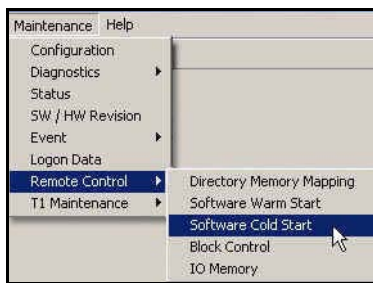 Maintenance Help
Configuration
Diagnostics
Status
SW / HW Revision
Event
Logon Data
Remote Control
T1 Maintenance
Directory Memory Mapping
Software Warm Start
Software Cold Start
Block Control
IO Memory